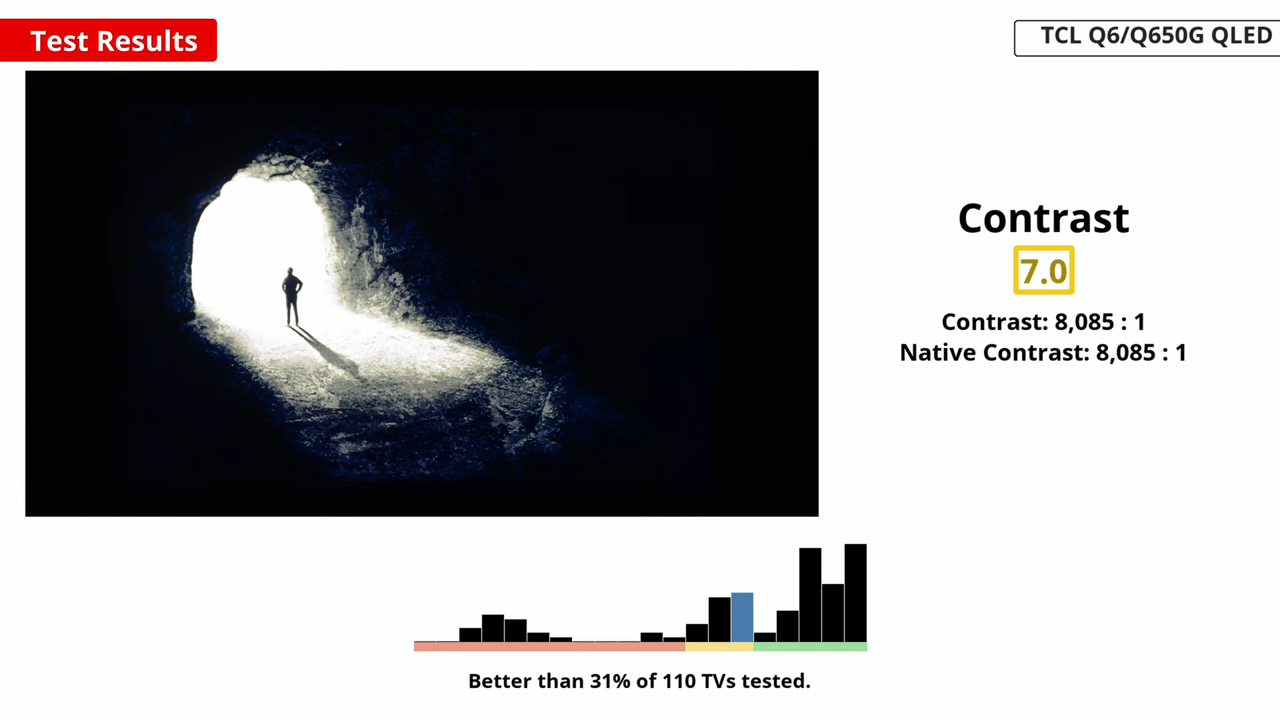 Test Results
TCL Q6/Q650G QLED
Contrast
7.0
Contrast: 8,085 : 1
Native Contrast: 8,085 : 1
Better than 31% of 110 TVs tested.